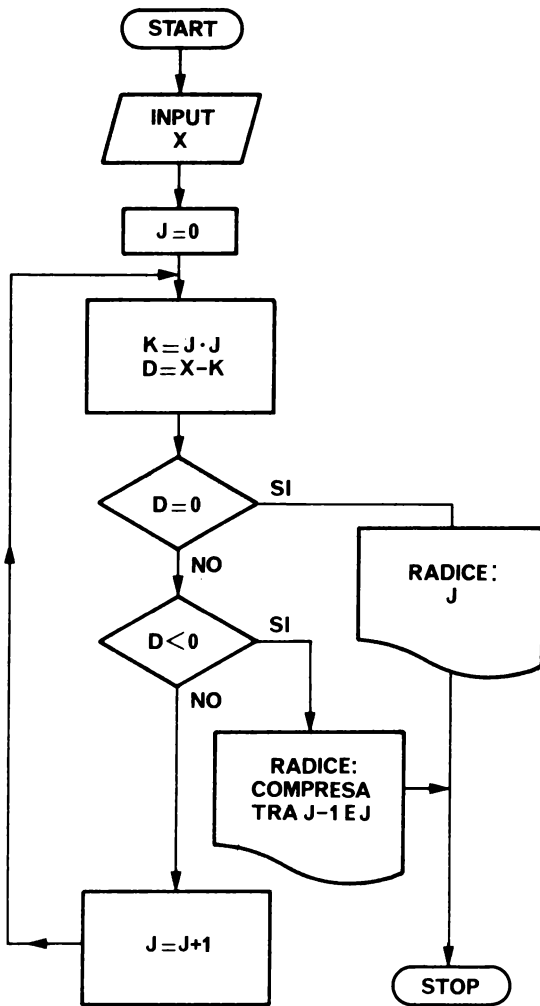 START
INPUT
X
J=0
K=J·J
D=X-K
D=0
SI
NO
RADICE:
J
D<0
SI
NO
RADICE:
COMPRESA
TRA J-1 E J
J=J+1
STOP